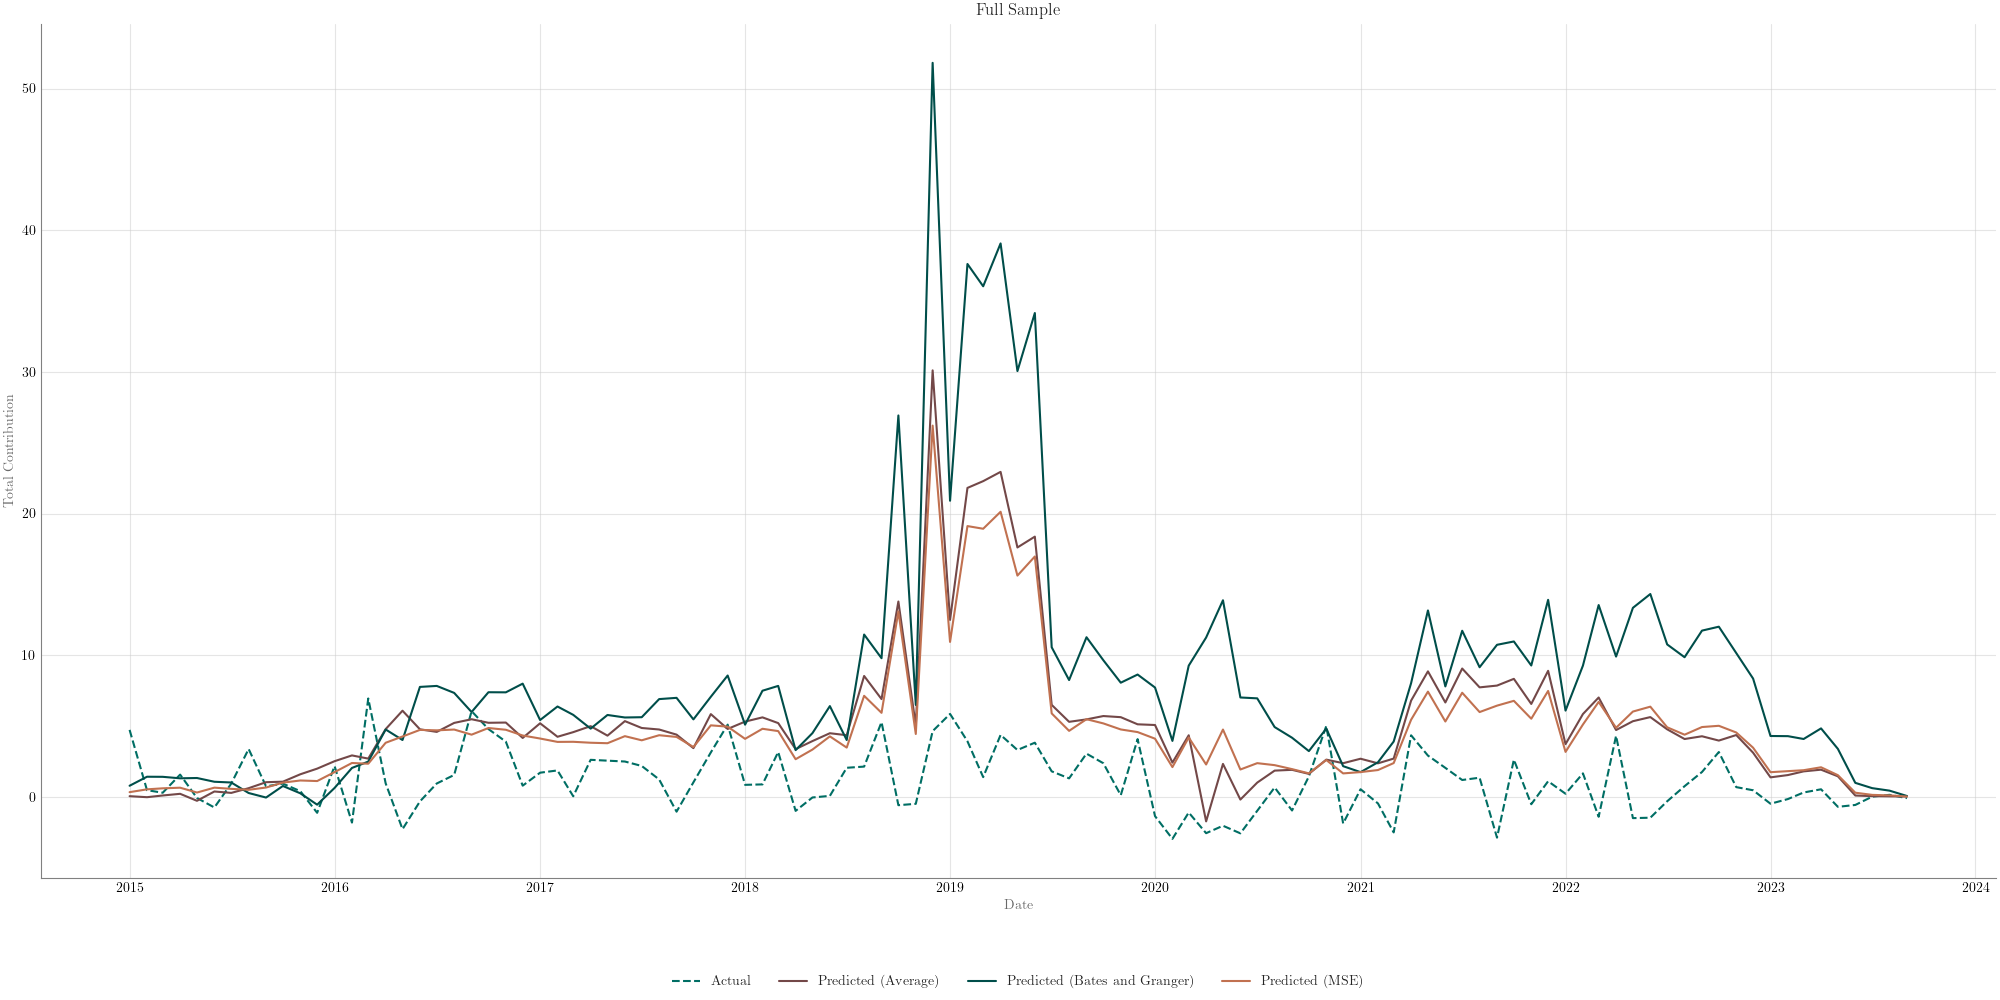 Full Sample
Total Contribution
50
40
30
20
10
0
2015 2016 2017 2018 2019 2020 2021 2022 2023 2024
Date
Actual Predicted (Average) Predicted (Bates and Granger) Predicted (MSE)